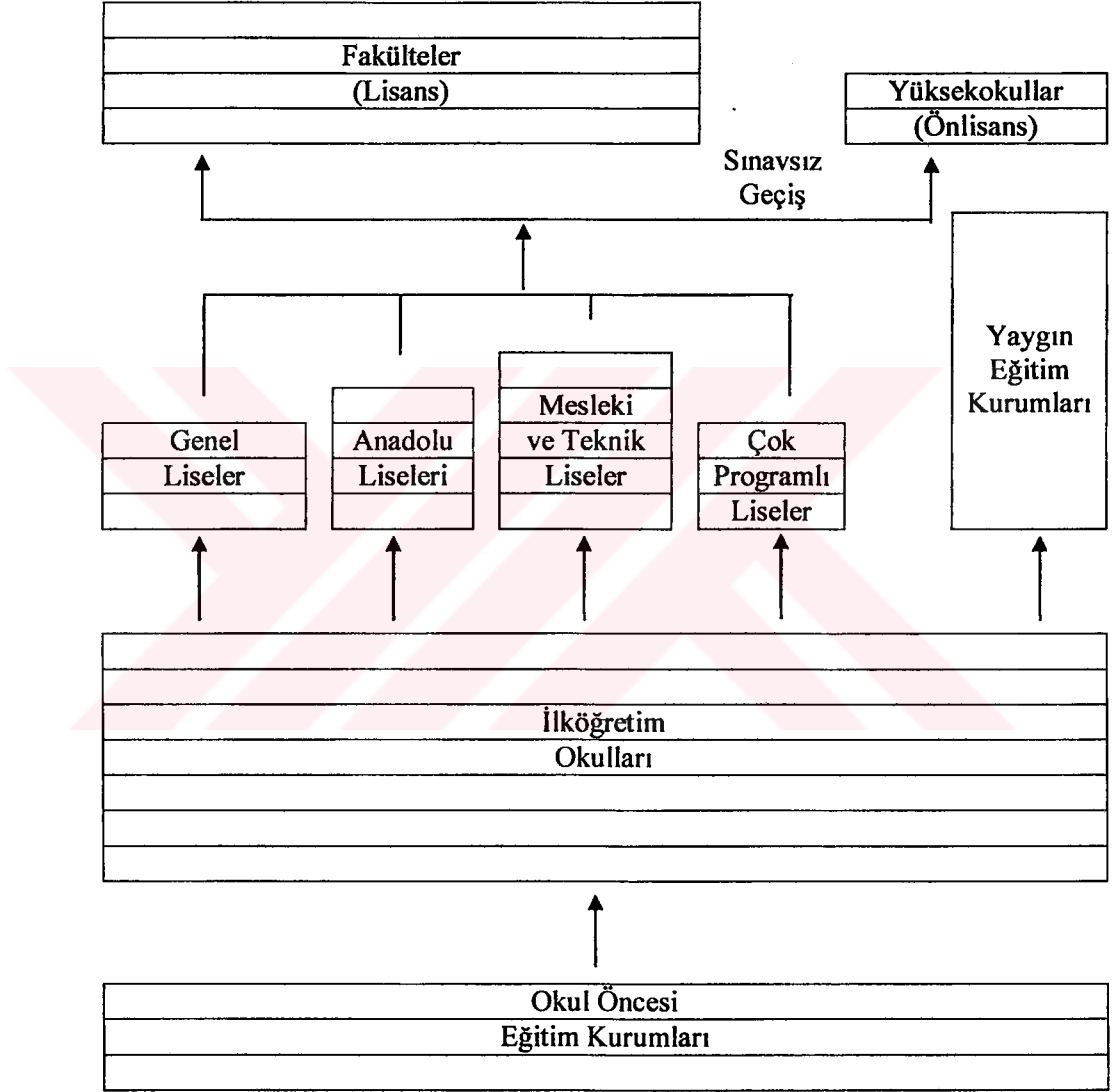 Fakülteler
(Lisans)
Yüksekokullar
(Önlisans)
Sınavsız
Geçiş
Yaygın
Eğitim
Kurumları
Genel
Liseler
Anadolu
Liseleri
Mesleki
ve Teknik
Liseler
Çok
Programlı
Liseler
İlköğretim
Okulları
Okul Öncesi
Eğitim Kurumları